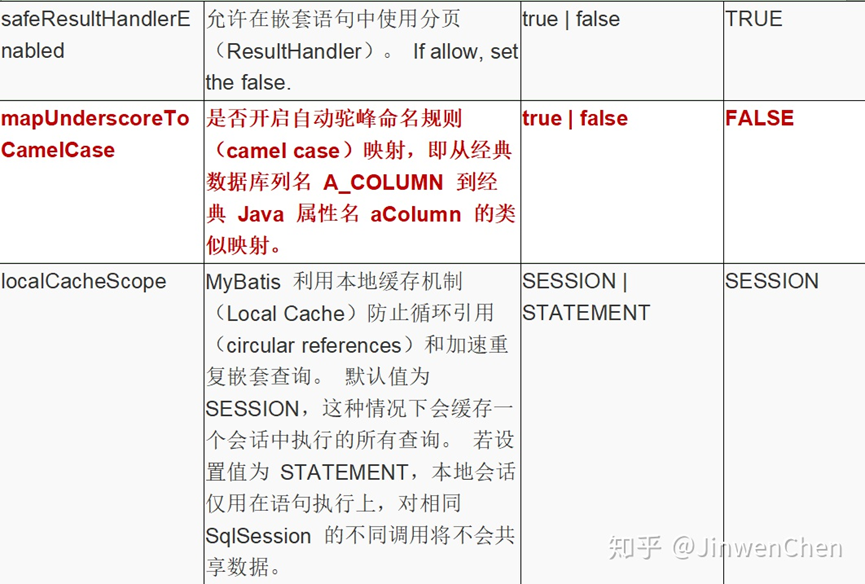 safeResultHandlerE
nabled
允许在嵌套语句中使用分页
（ResultHandler）。 If allow, set
the false.
true | false
TRUE
mapUnderscoreTo
CamelCase
是否开启自动驼峰命名规则
（camel case）映射，即从经典
数据库列名 A_COLUMN 到经
典 Java 属性名 aColumn 的类
似映射。
true | false
FALSE
localCacheScope
MyBatis 利用本地缓存机制
（Local Cache）防止循环引用
（circular references）和加速重
复嵌套查询。 默认值为
SESSION，这种情况下会缓存一
个会话中执行的所有查询。 若设
置值为 STATEMENT，本地会话
仅用在语句执行上，对相同
SqlSession 的不同调用将不会共
享数据。
SESSION |
STATEMENT
SESSION
知乎 @JinwenChen